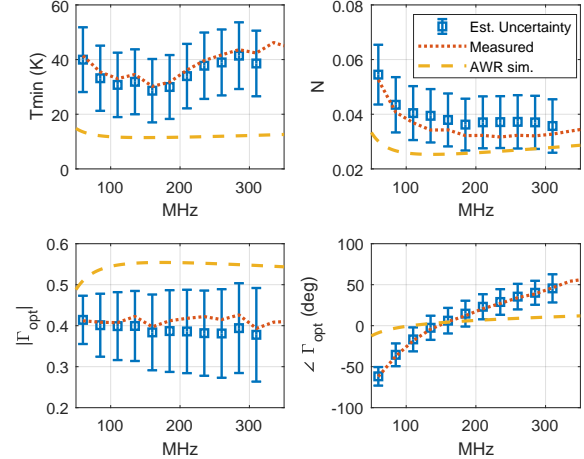 60
40
20
0
Tmin (K)
100
200
300
MHz
0.08
0.06
0.04
0.02
N
100
200
300
MHz
Est. Uncertainty
Measured
AWR sim.
0.6
0.5
0.4
0.3
0.2
|Γopt|
100
200
300
MHz
100
50
0
-50
-100
∠ Γopt (deg)
100
200
300
MHz